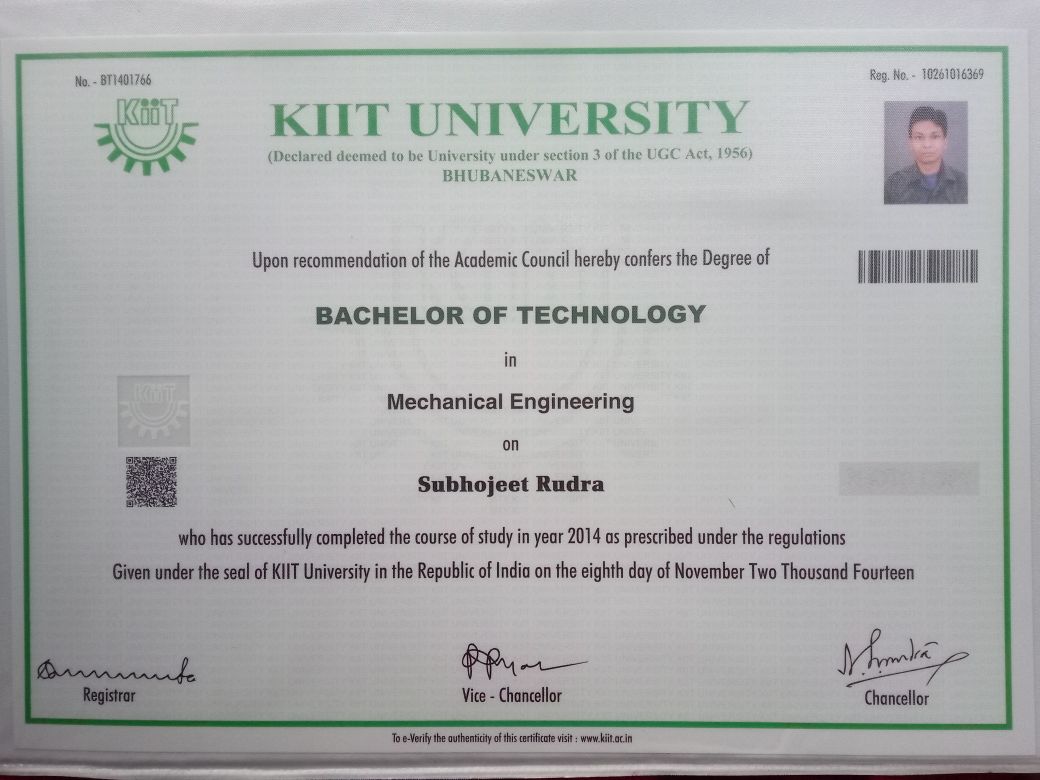 No. - BT1401766
Reg. No. - 10261016369
KiiT
KIIT UNIVERSITY
(Declared deemed to be University under section 3 of the UGC Act, 1956)
BHUBANESWAR
Upon recommendation of the Academic Council hereby confers the Degree of
BACHELOR OF TECHNOLOGY
in
Mechanical Engineering
KiiT
on
Subhojeet Rudra
who has successfully completed the course of study in year 2014 as prescribed under the regulations
Given under the seal of KIIT University in the Republic of India on the eighth day of November Two Thousand Fourteen
Registrar
Vice - Chancellor
Chancellor
To e-Verify the authenticity of this certificate visit : www.kiit.ac.in